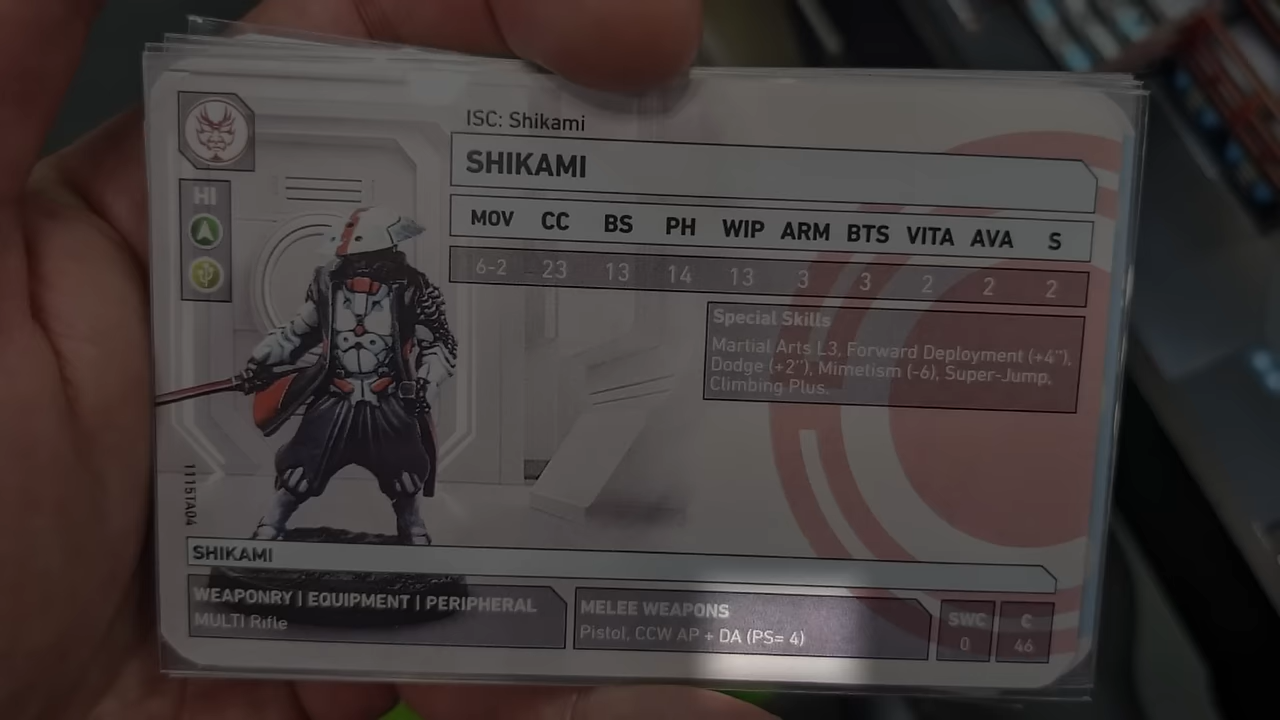 ISC: Shikami
SHIKAMI
HI
MOV CC BS PH WIP ARM BTS VITA AVA S
6-2 23 13 14 13 3 3 2 2 2
Special Skills
Martial Arts L3, Forward Deployment (+4"),
Dodge (+2"), Mimetism (-6), Super-Jump,
Climbing Plus.
1115TA04
SHIKAMI
WEAPONRY | EQUIPMENT | PERIPHERAL
MULTI Rifle
MELEE WEAPONS
Pistol, CCW AP + DA (PS= 4)
SWC
0
C
46